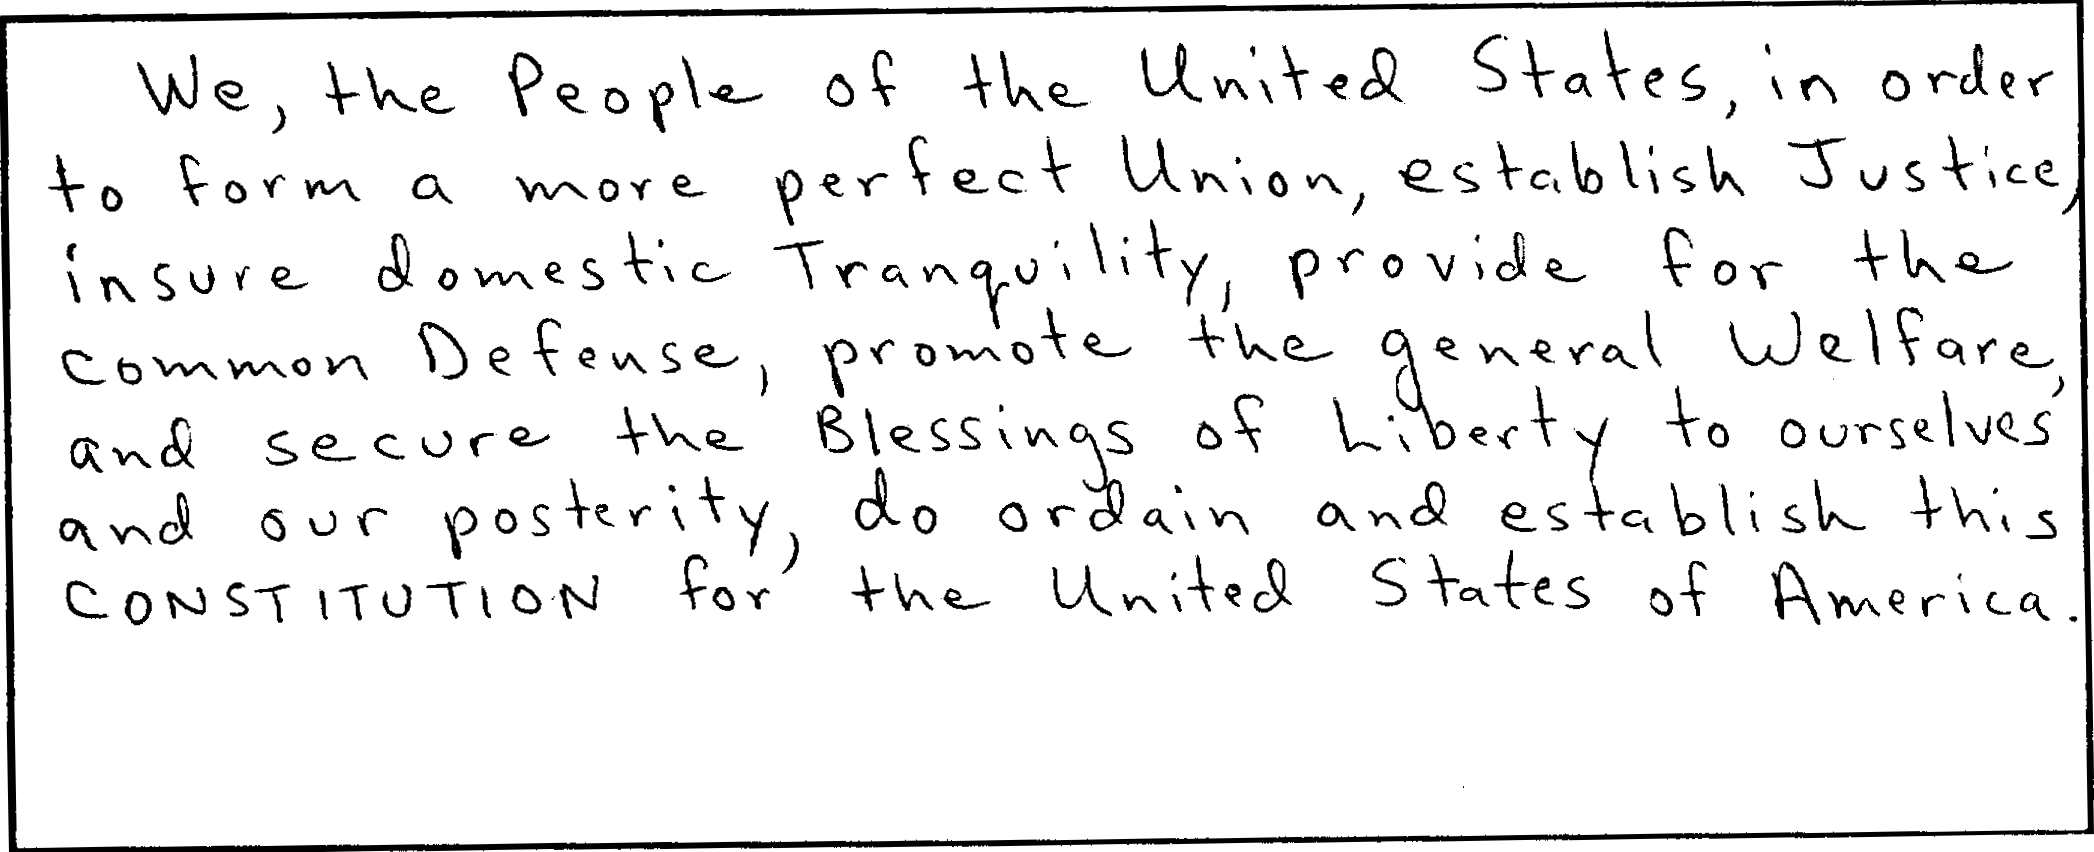 We, the People of the United States, in order
to form a more perfect Union, establish Justice,
insure domestic Tranquility, provide for the
common Defense, promote the general Welfare,
and secure the Blessings of Liberty to ourselves
and our posterity, do ordain and establish this
CONSTITUTION for the United States of America.